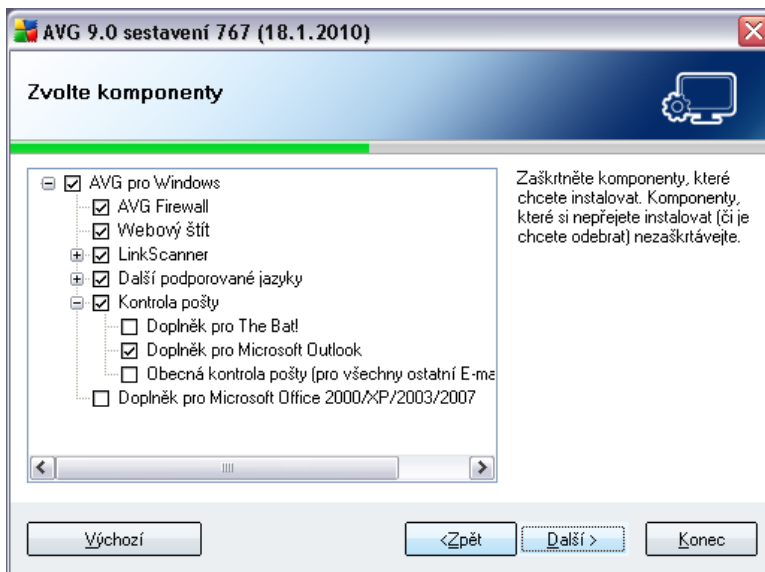 AVG 9.0 sestavení 767 (18.1.2010)
Zvolte komponenty
AVG pro Windows
AVG Firewall
Webový štít
LinkScanner
Další podporované jazyky
Kontrola pošty
Doplněk pro The Bat!
Doplněk pro Microsoft Outlook
Obecná kontrola pošty (pro všechny ostatní E-ma
Doplněk pro Microsoft Office 2000/XP/2003/2007
Zaškrtněte komponenty, které
chcete instalovat. Komponenty,
které si nepřejete instalovat (či je
chcete odebrat) nezaškrtávejte.
Výchozí
<Zpět
Další >
Konec